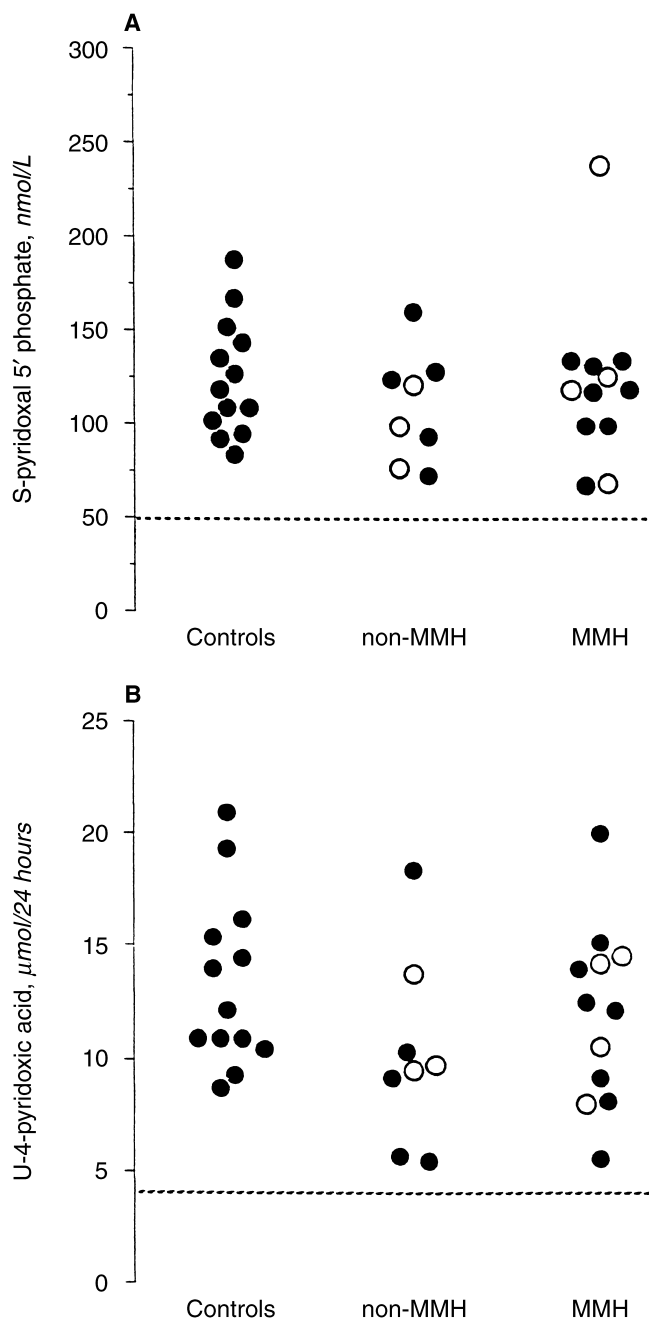 A
300
250
200
150
100
50
0
S-pyridoxal 5′ phosphate, nmol/L
Controls non-MMH MMH
B
25
20
15
10
5
0
U-4-pyridoxic acid, μmol/24 hours
Controls non-MMH MMH